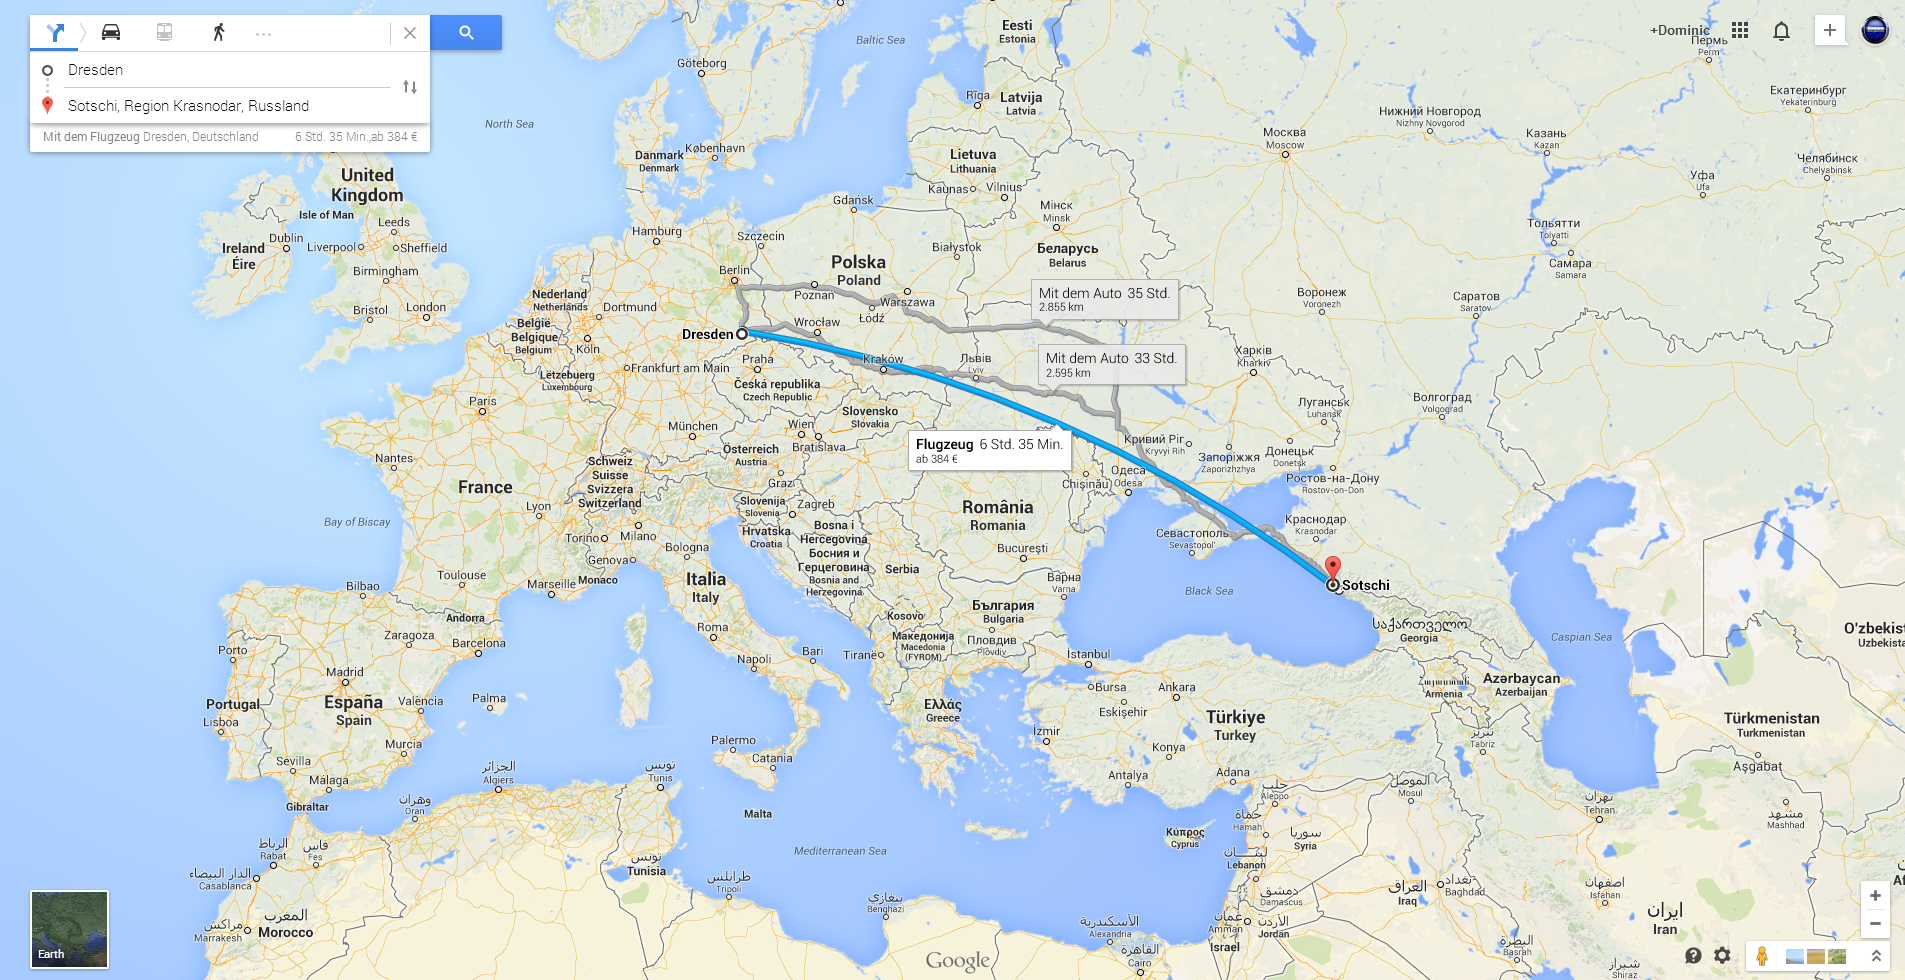 Dresden
Sotschi, Region Krasnodar, Russland
Mit dem Flugzeug Dresden, Deutschland 6 Std. 35 Min.,ab 384 €
+Dominic
Baltic Sea
Eesti
Estonia
Пермь
Perm
Göteborg
Rīga
Latvija
Latvia
Екатеринбург
Yekaterinburg
Нижний Новгород
Nizhny Novgorod
Казань
Kazan
North Sea
Москва
Moscow
Челябинск
Chelyabinsk
Уфа
Ufa
Danmark
Denmark
København
Lietuva
Lithuania
Kaunas
Vilnius
United
Kingdom
Isle of Man
Gdańsk
Мінск
Minsk
Тольятти
Tolyatti
Самара
Samara
Ireland
Éire
Dublin
Leeds
Liverpool
Sheffield
Hamburg
Szczecin
Białystok
Беларусь
Belarus
Birmingham
Polska
Poland
Berlin
Poznan
Warszawa
Łódź
Mit dem Auto 35 Std.
2.855 km
Воронеж
Voronezh
Саратов
Saratov
Bristol
London
Nederland
Netherlands
Dortmund
België
Belgique
Belgium
Köln
Dresden
Wrocław
Mit dem Auto 33 Std.
2.595 km
Харків
Kharkiv
Frankfurt am Main
Praha
Kraków
Львів
Lviv
Lëtzebuerg
Luxembourg
Česká republika
Czech Republic
Paris
Slovensko
Slovakia
Луганськ
Luhansk
Волгоград
Volgograd
München
Wien
Bratislava
Flugzeug 6 Std. 35 Min.
ab 384 €
Кривий Ріг
Kryvyi Rih
Запоріжжя
Zaporizhzhya
Донецьк
Donetsk
Nantes
Österreich
Austria
Schweiz
Suisse
Svizzera
Switzerland
Graz
Chișinău
Одеса
Odesa
Ростов-на-Дону
Rostov-on-Don
France
Lyon
Slovenija
Slovenia
Zagreb
România
Romania
Bay of Biscay
Torino
Milano
Hrvatska
Croatia
Bosna i
Hercegovina
Босния и
Герцеговина
Bosnia and
Herzegovina
Севастополь
Sevastopol'
Краснодар
Krasnodar
Bologna
Genova
București
Serbia
Sotschi
Bilbao
Toulouse
Marseille
Monaco
Italia
Italy
Варна
Varna
Black Sea
Andorra
Kosovo
България
Bulgaria
საქართველო
Georgia
Caspian Sea
O'zbekis
Uzbekis
Porto
Zaragoza
Barcelona
Roma
Македонија
Macedonia
(FYROM)
Пловдив
Plovdiv
Madrid
Napoli
Bari
Tiranë
İstanbul
Portugal
Lisboa
España
Spain
València
Palma
Ελλάς
Greece
Bursa
Ankara
Eskişehir
Armenia
Azərbaycan
Azerbaijan
Türkiye
Turkey
Türkmenistan
Turkmenistan
Murcia
Palermo
Catania
İzmir
Konya
تبريز
Tabriz
Sevilla
Málaga
Gibraltar
الجزائر
Algiers
تونس
Tunis
Antalya
Adana
حلب
Aleppo
الموصل
Mosul
Aşgabat
وهران
Oran
Malta
Κύπρος
Cyprus
حماة
Hamah
سوريا
Syria
تهران
Tehran
مشهد
Mashhad
الرباط
Rabat
فاس
Fes
Mediterranean Sea
تونس
Tunisia
لبنان
Lebanon
الدار البيضاء
Casablanca
طرابلس
Tripoli
دمشق
Damascus
العراق
Iraq
بغداد
Baghdad
اصفهان
Isfahan
بنغازي
Benghazi
مراكش
Marrakesh
المغرب
Morocco
الأسكندرية
Alexandria
عمان
Amman
الأردن
Jordan
Israel
ایران
Iran
البصرة
Basra
القاهرة
Cairo
شیراز
Shiraz
Earth
Google